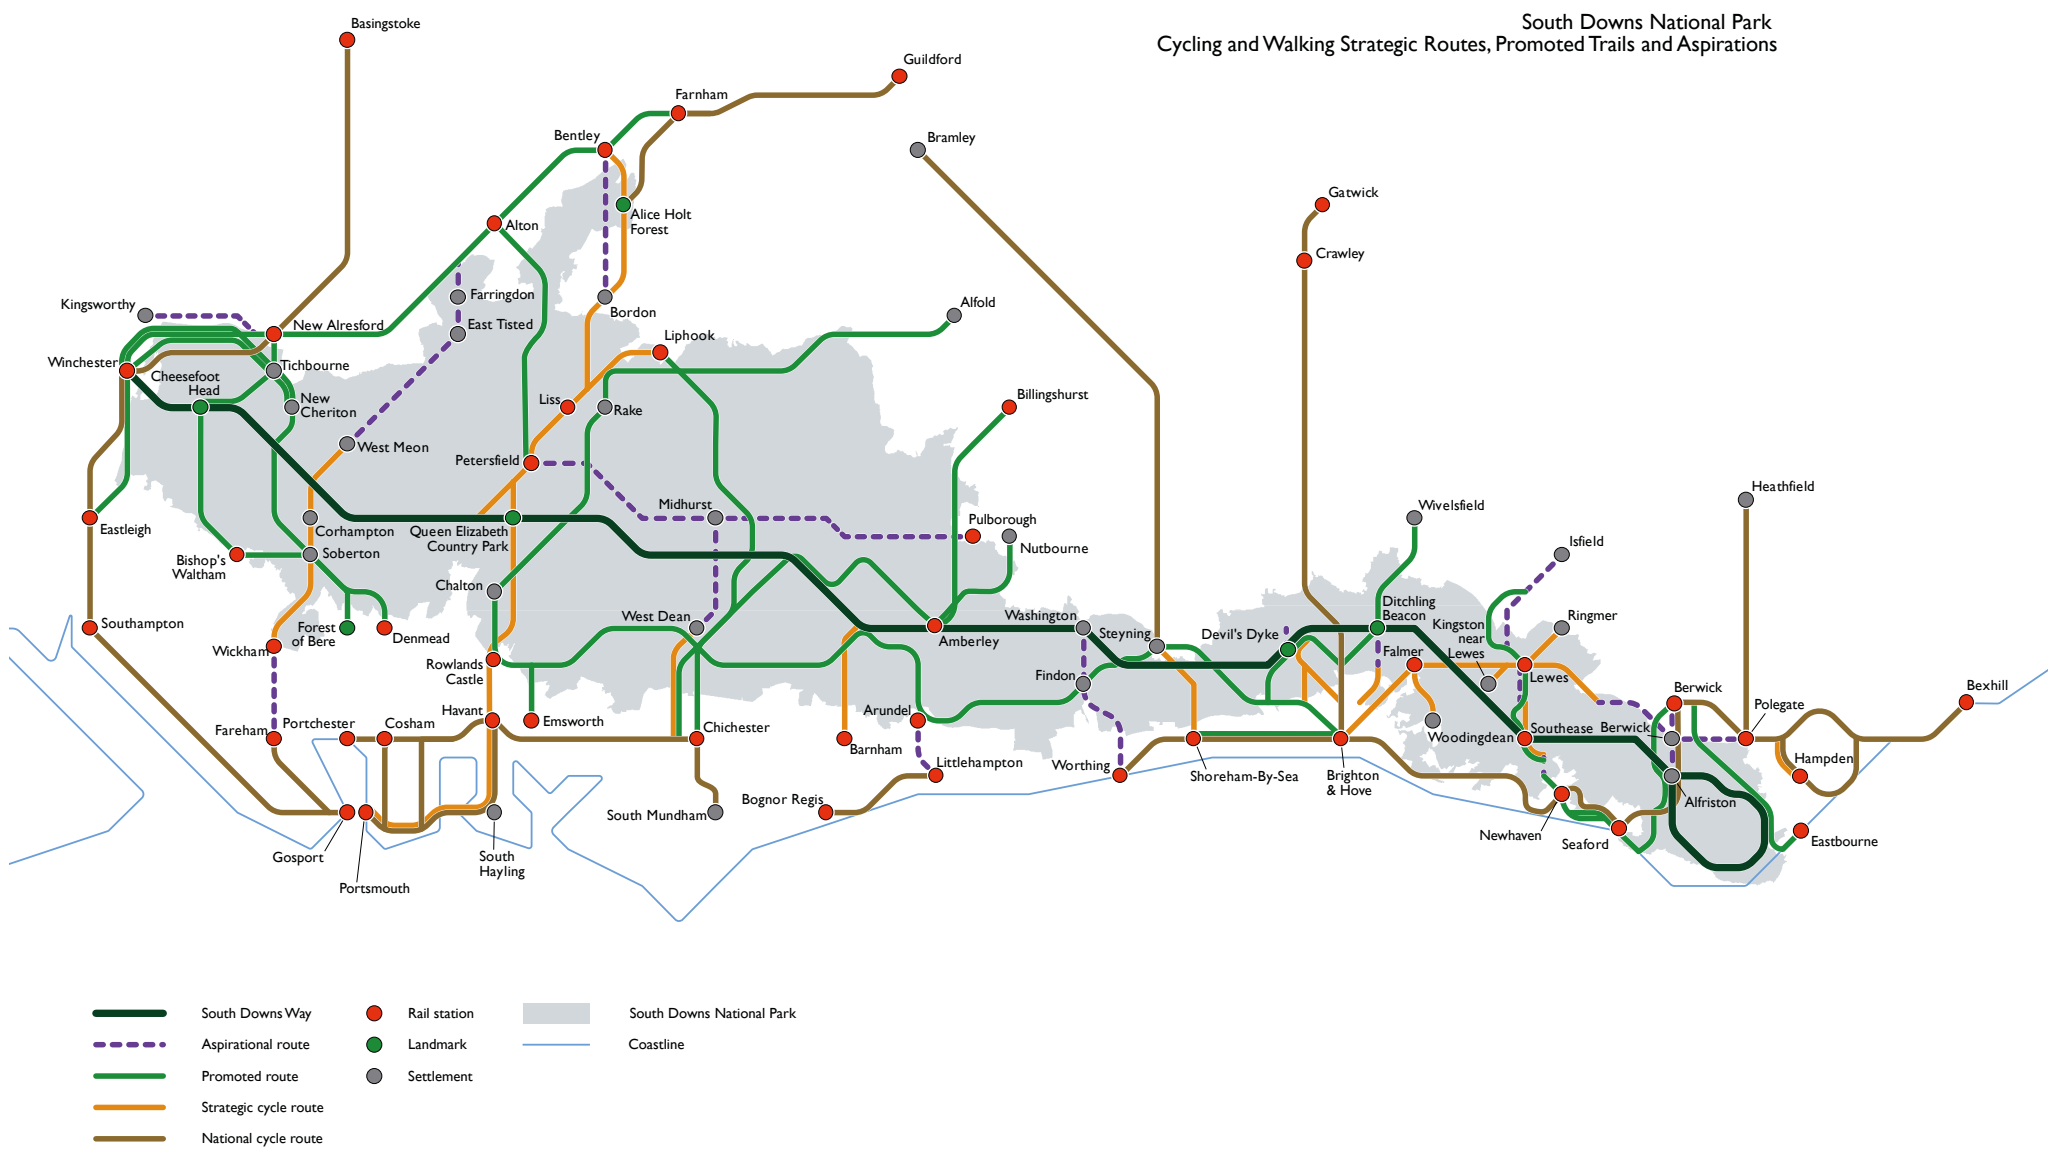 South Downs National Park
Cycling and Walking Strategic Routes, Promoted Trails and Aspirations
Basingstoke
Guildford
Farnham
Bentley
Bramley
Gatwick
Alice Holt
Forest
Alton
Crawley
Farringdon
Kingsworthy
Bordon
Alfold
New Alresford
East Tisted
Liphook
Winchester
Tichbourne
Cheesefoot
Head
New
Cheriton
Liss
Rake
Billingshurst
West Meon
Petersfield
Heathfield
Midhurst
Wivelsfield
Eastleigh
Corhampton
Queen Elizabeth
Country Park
Pulborough
Nutbourne
Isfield
Bishop's
Waltham
Soberton
Chalton
Ditchling
Beacon
Southampton
Forest
of Bere
Denmead
West Dean
Washington
Steyning
Devil's Dyke
Kingston
near
Lewes
Ringmer
Amberley
Wickham
Rowlands
Castle
Findon
Falmer
Lewes
Berwick
Bexhill
Havant
Emsworth
Arundel
Fareham
Portchester
Cosham
Chichester
Barnham
Woodingdean
Southease
Berwick
Polegate
Littlehampton
Worthing
Shoreham-By-Sea
Brighton
& Hove
Hampden
Bognor Regis
South Mundham
Alfriston
Newhaven
Seaford
Eastbourne
Gosport
South
Hayling
Portsmouth
South Downs Way
Rail station
South Downs National Park
Aspirational route
Landmark
Coastline
Promoted route
Settlement
Strategic cycle route
National cycle route